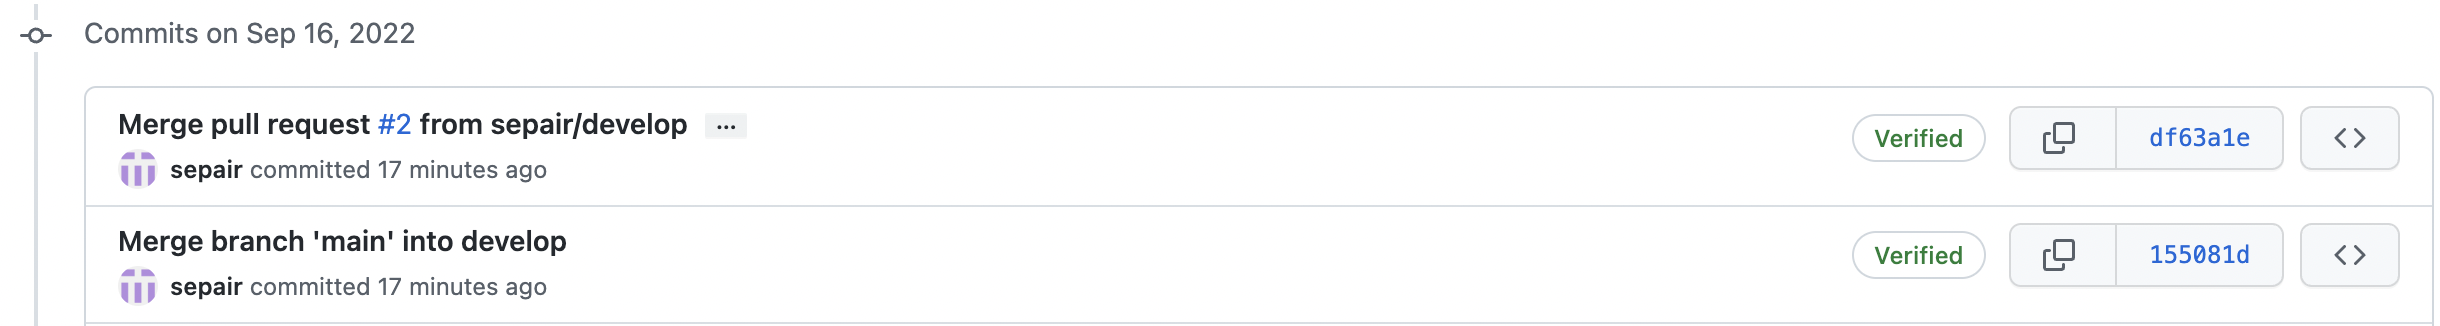 Commits on Sep 16, 2022
Merge pull request #2 from sepair/develop ...
sepair committed 17 minutes ago
Verified
df63a1e
Merge branch 'main' into develop
sepair committed 17 minutes ago
Verified
155081d